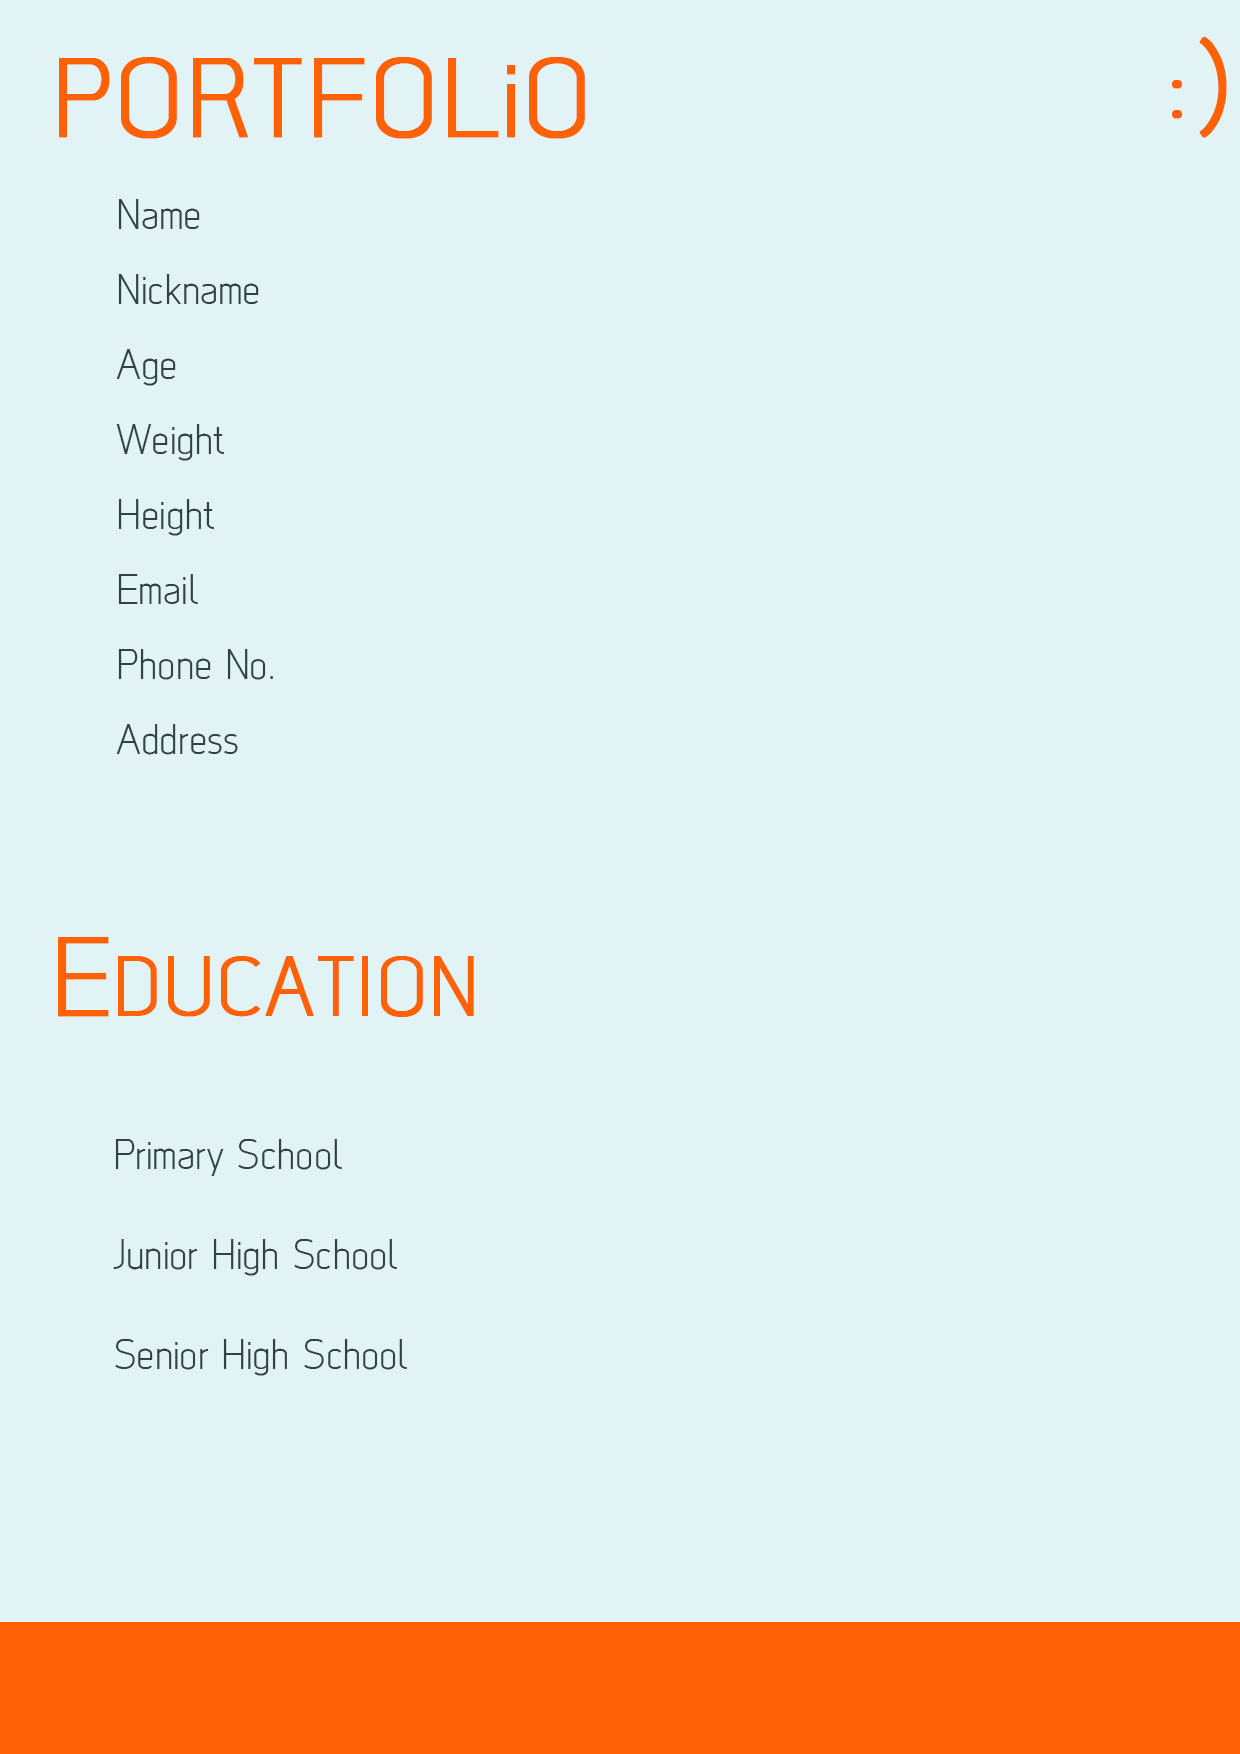 PORTFOLiO :)
Name
Nickname
Age
Weight
Height
Email
Phone No.
Address
EDUCATION
Primary School
Junior High School
Senior High School